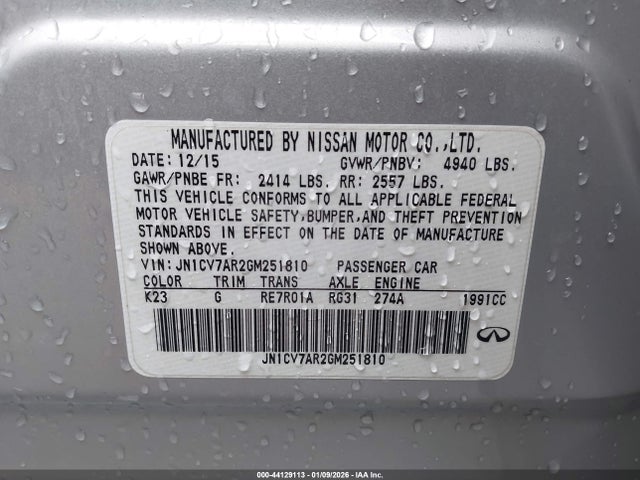 MANUFACTURED BY NISSAN MOTOR CO.,LTD.
DATE: 12/15 GVWR/PNBV: 4940 LBS.
GAWR/PNBE FR: 2414 LBS. RR: 2557 LBS.
THIS VEHICLE CONFORMS TO ALL APPLICABLE FEDERAL
MOTOR VEHICLE SAFETY,BUMPER,AND THEFT PREVENTION
STANDARDS IN EFFECT ON THE DATE OF MANUFACTURE
SHOWN ABOVE.
VIN: JN1CV7AR2GM251810 PASSENGER CAR
COLOR TRIM TRANS AXLE ENGINE
K23 G RE7R01A RG31 274A 1991CC
JN1CV7AR2GM251810
000-44129113 - 01/09/2026 - IAA Inc.